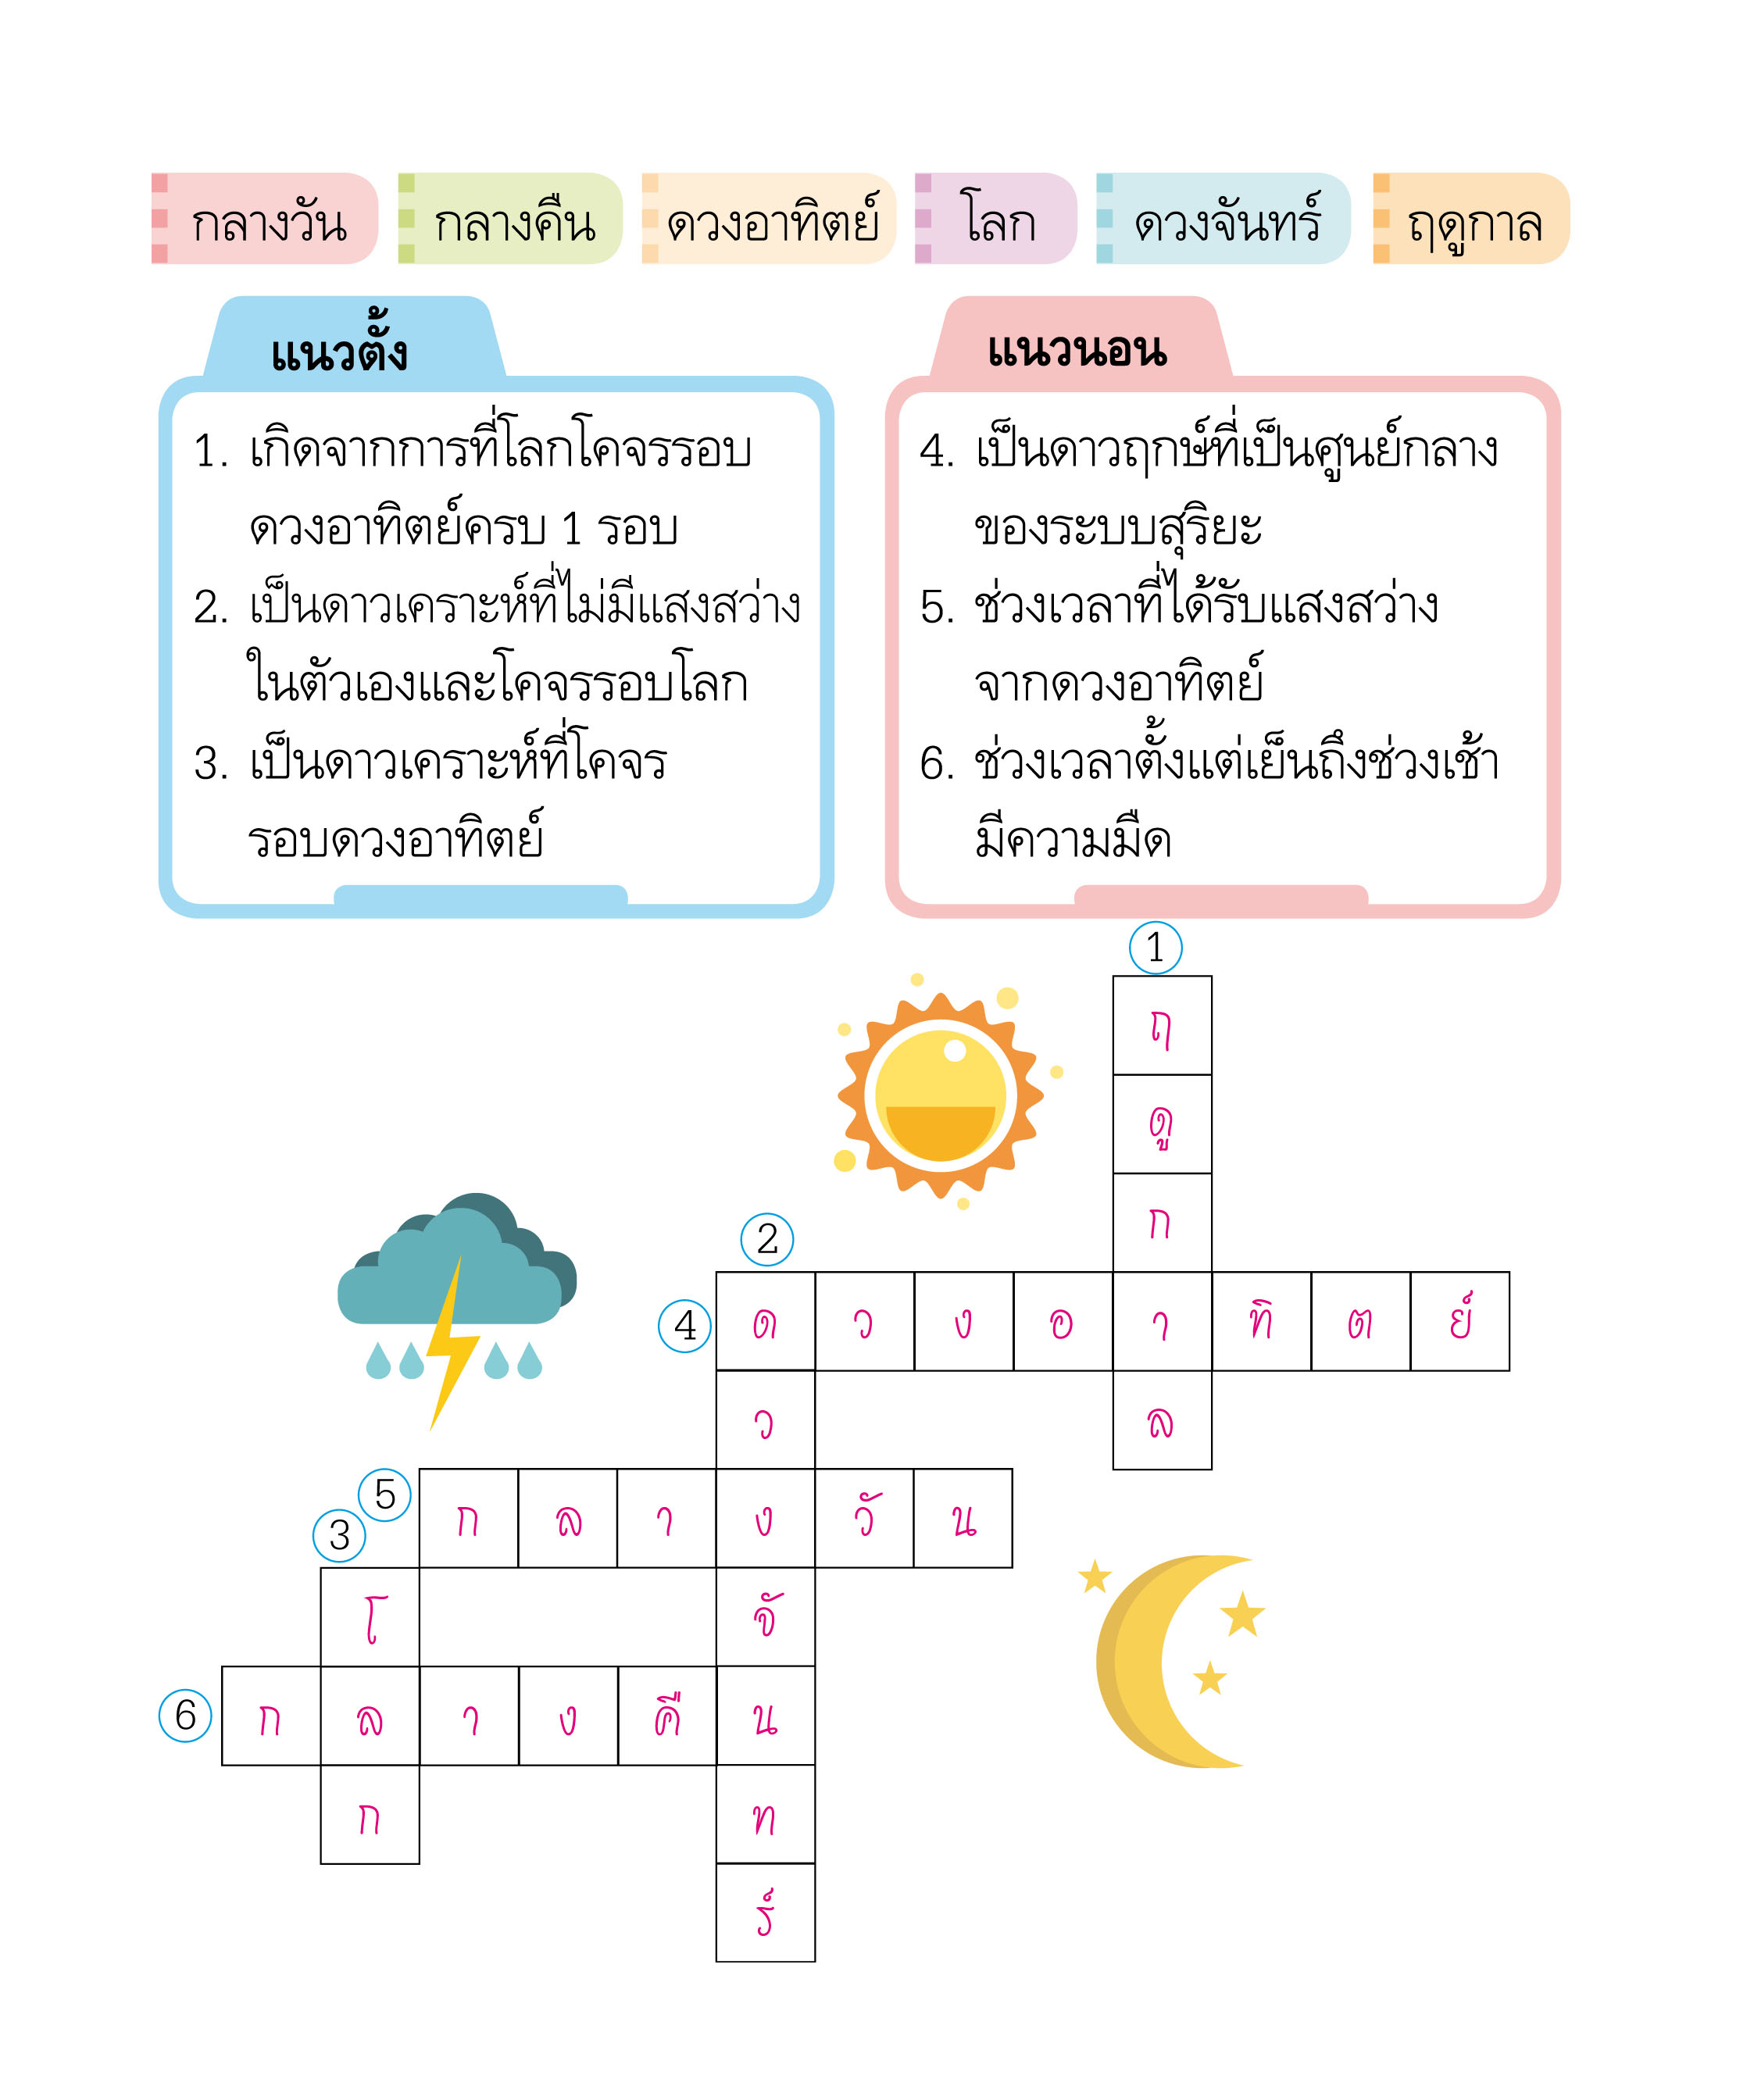 กลางวัน กลางคืน ดวงอาทิตย์ โลก ดวงจันทร์ ฤดูกาล
แนวตั้ง
1. เกิดจากการที่โลกโคจรรอบ
ดวงอาทิตย์ครบ 1 รอบ
2. เป็นดาวเคราะห์ที่ไม่มีแสงสว่าง
ในตัวเองและโคจรรอบโลก
3. เป็นดาวเคราะห์ที่โคจร
รอบดวงอาทิตย์
แนวนอน
4. เป็นดาวฤกษ์ที่เป็นศูนย์กลาง
ของระบบสุริยะ
5. ช่วงเวลาที่ได้รับแสงสว่าง
จากดวงอาทิตย์
6. ช่วงเวลาตั้งแต่เย็นถึงช่วงเช้า
มีความมืด
1
ฤ
ดู
ก
2
4 ด ว ง อ า ทิ ต ย์
ว ล
5 ก ล า ง วั น
3
โ จั
6 ก ล า ง คื น
ก ท
ร์